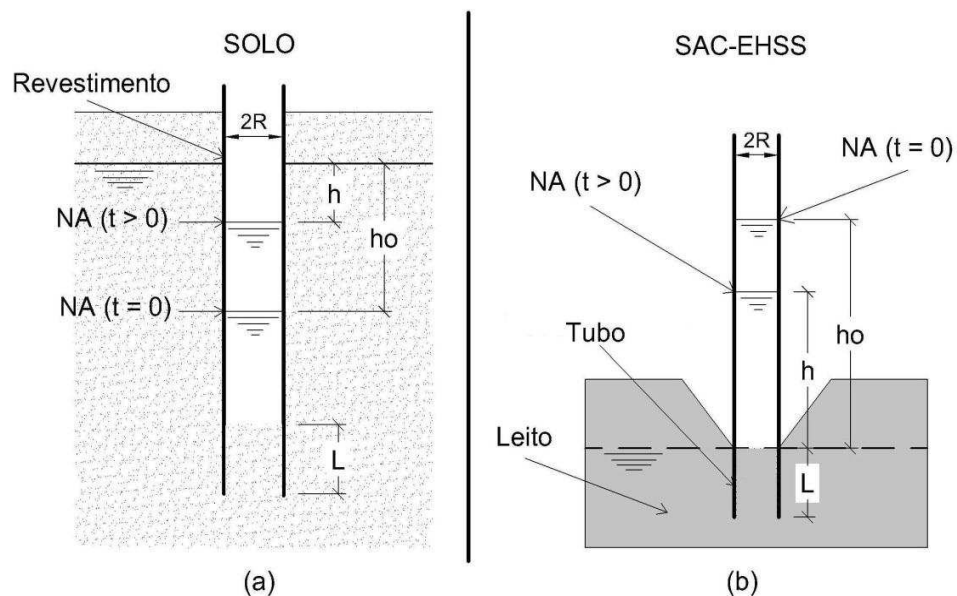 SOLO
Revestimento
2R
h
NA (t > 0)
ho
NA (t = 0)
L
(a)
SAC-EHSS
2R
NA (t = 0)
NA (t > 0)
Tubo
ho
h
Leito
L
(b)